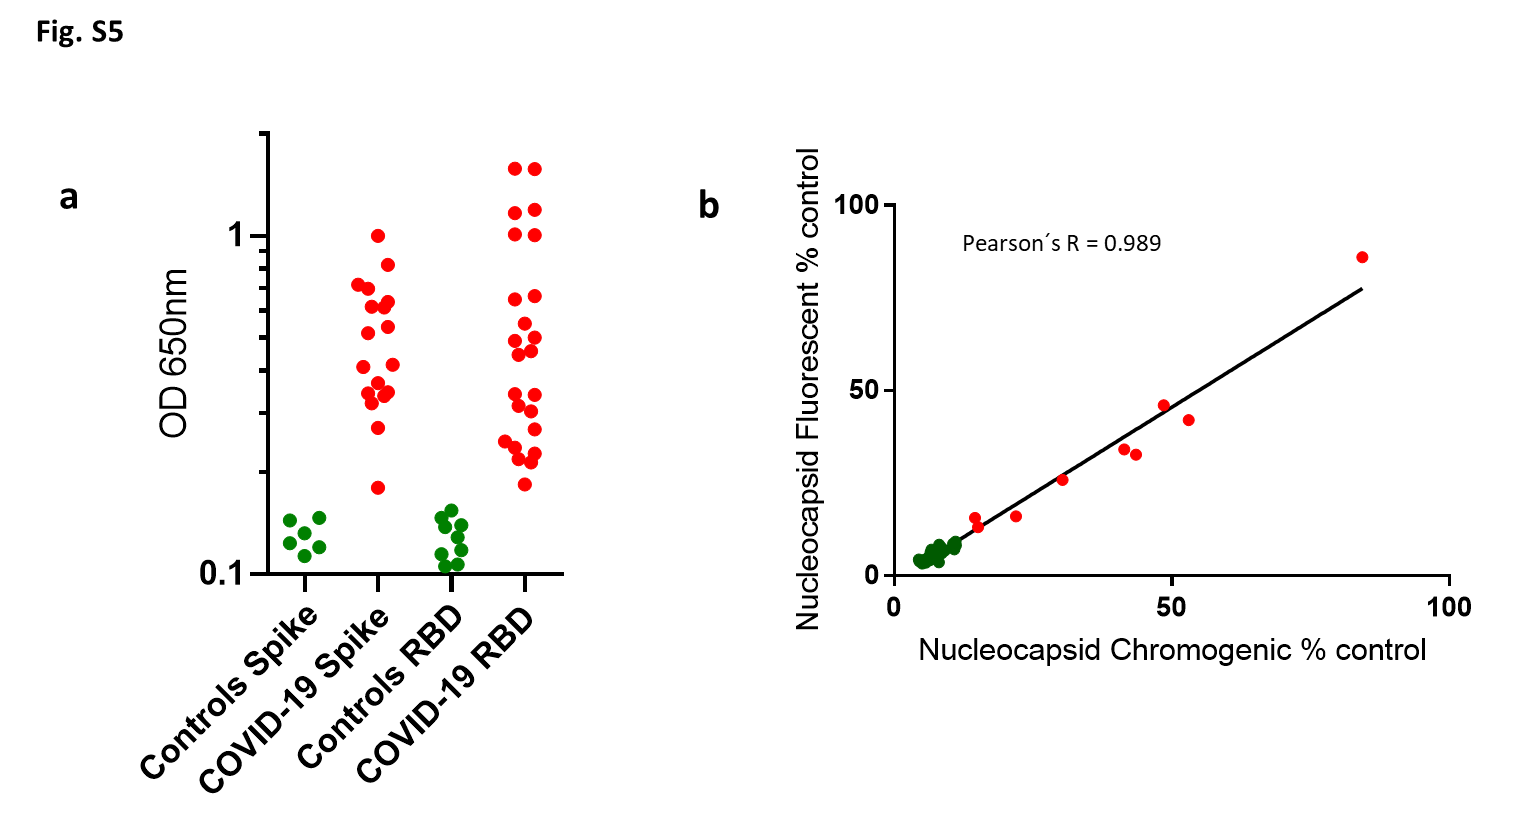 Fig. S5
a
OD 650nm
1
0.1
Controls Spike
COVID-19 Spike
Controls RBD
COVID-19 RBD
b
Nucleocapsid Fluorescent % control
100
50
0
Pearson´s R = 0.989
0
50
100
Nucleocapsid Chromogenic % control